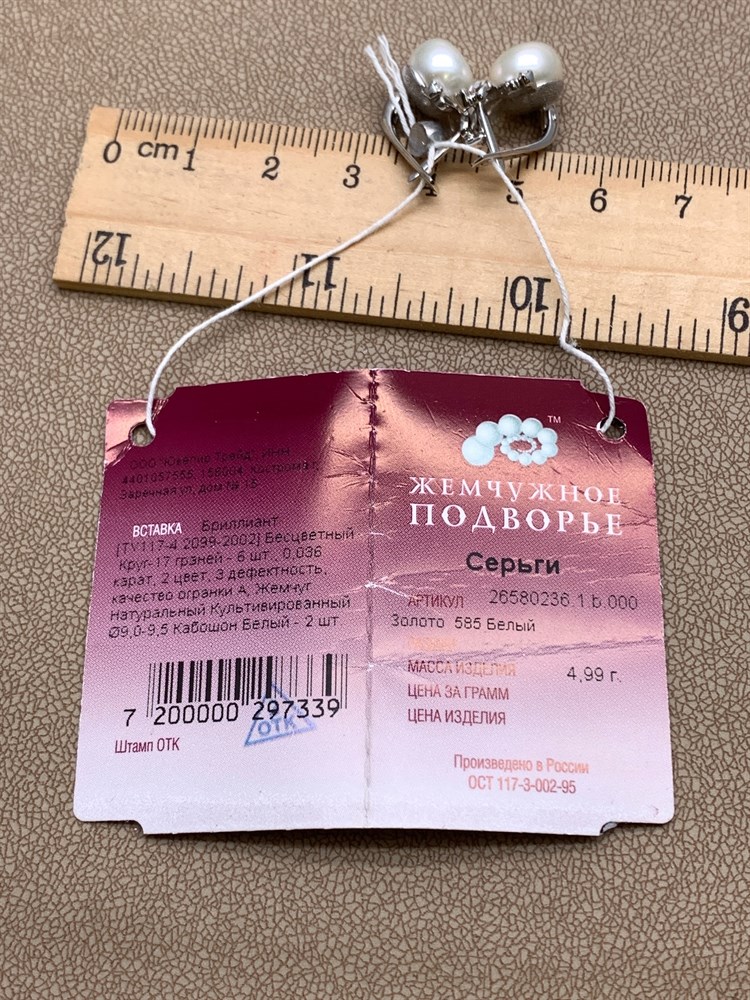 0 cm 1 2 3 4 5 6 7
12 11 10 9
ООО "Ювелир Трейд", ИНН
4401057555, 156004, Кострома г,
Заречная ул, дом № 15
ВСТАВКА Бриллиант
[ТУ117-4.2099-2002] Бесцветный
Круг-17 граней - 6 шт., 0,036
карат, 2 цвет, 3 дефектность,
качество огранки А, Жемчуг
Натуральный Культивированный
Ø9,0-9,5 Кабошон Белый - 2 шт
7 200000 297339
ОТК
Штамп ОТК
TM
ЖЕМЧУЖНОЕ
ПОДВОРЬЕ
Серьги
АРТИКУЛ 26580236.1.b.000
Золото 585 Белый
МАССА ИЗДЕЛИЯ 4,99 г.
ЦЕНА ЗА ГРАММ
ЦЕНА ИЗДЕЛИЯ
Произведено в России
ОСТ 117-3-002-95